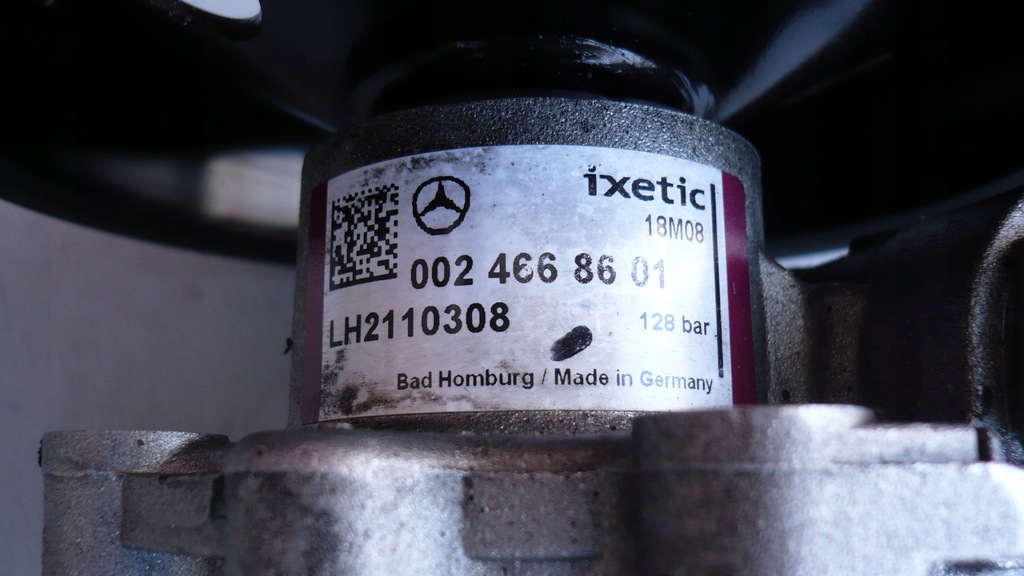 ixetic
18M08
002 466 86 01
LH2110308
128 bar
Bad Homburg / Made in Germany